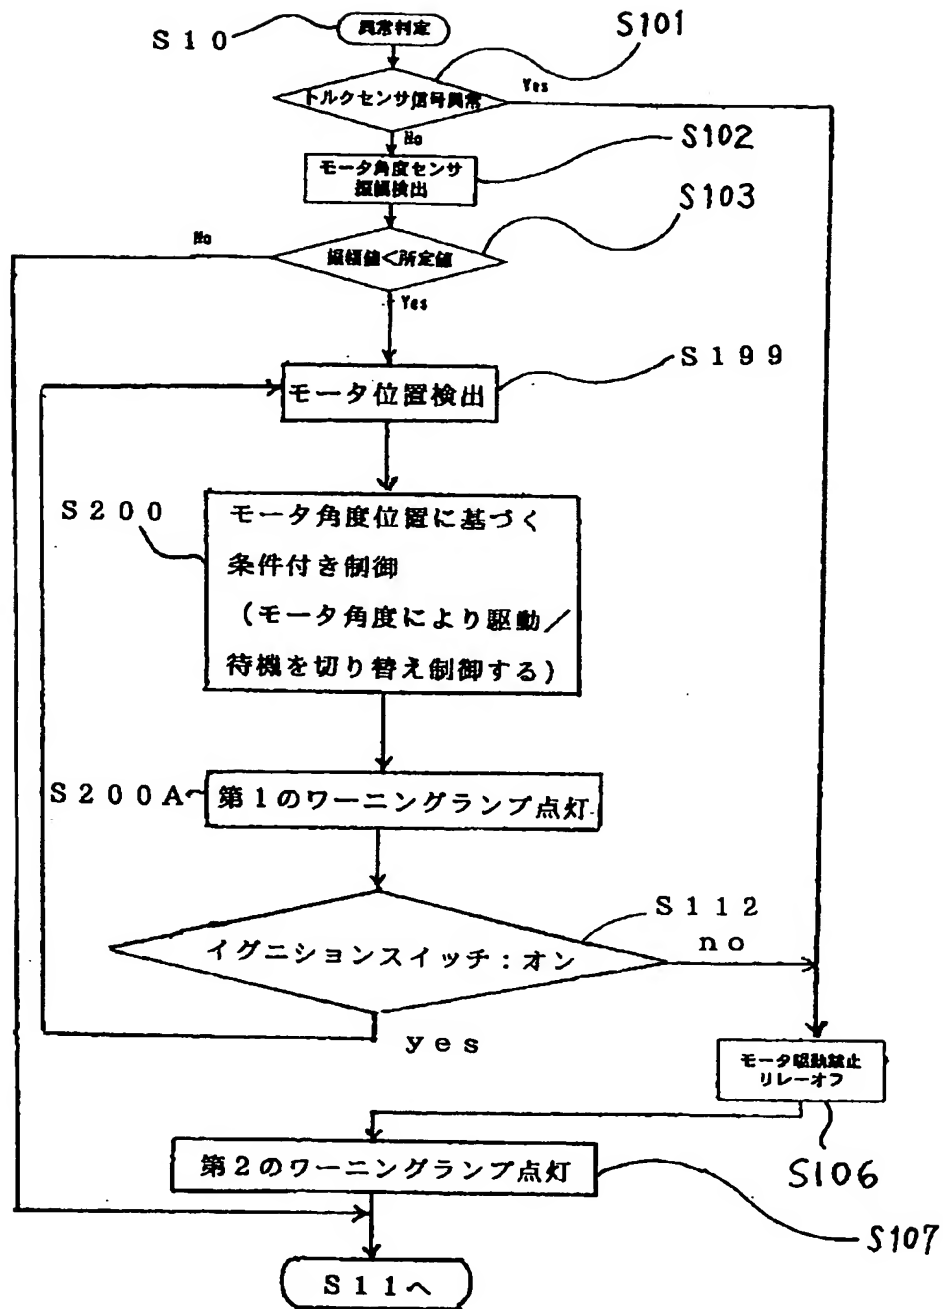 S10
異常判定
S101
トルクセンサ信号異常
Yes
No
S102
モータ角度センサ
振幅検出
S103
振幅値<所定値
No
Yes
S199
モータ位置検出
S200
モータ角度位置に基づく
条件付き制御
(モータ角度により駆動/
待機を切り替え制御する)
S200A
第1のワーニングランプ点灯
S112
イグニションスイッチ:オン
no
yes
モータ駆動禁止
リレーオフ
S106
第2のワーニングランプ点灯
S107
S11へ